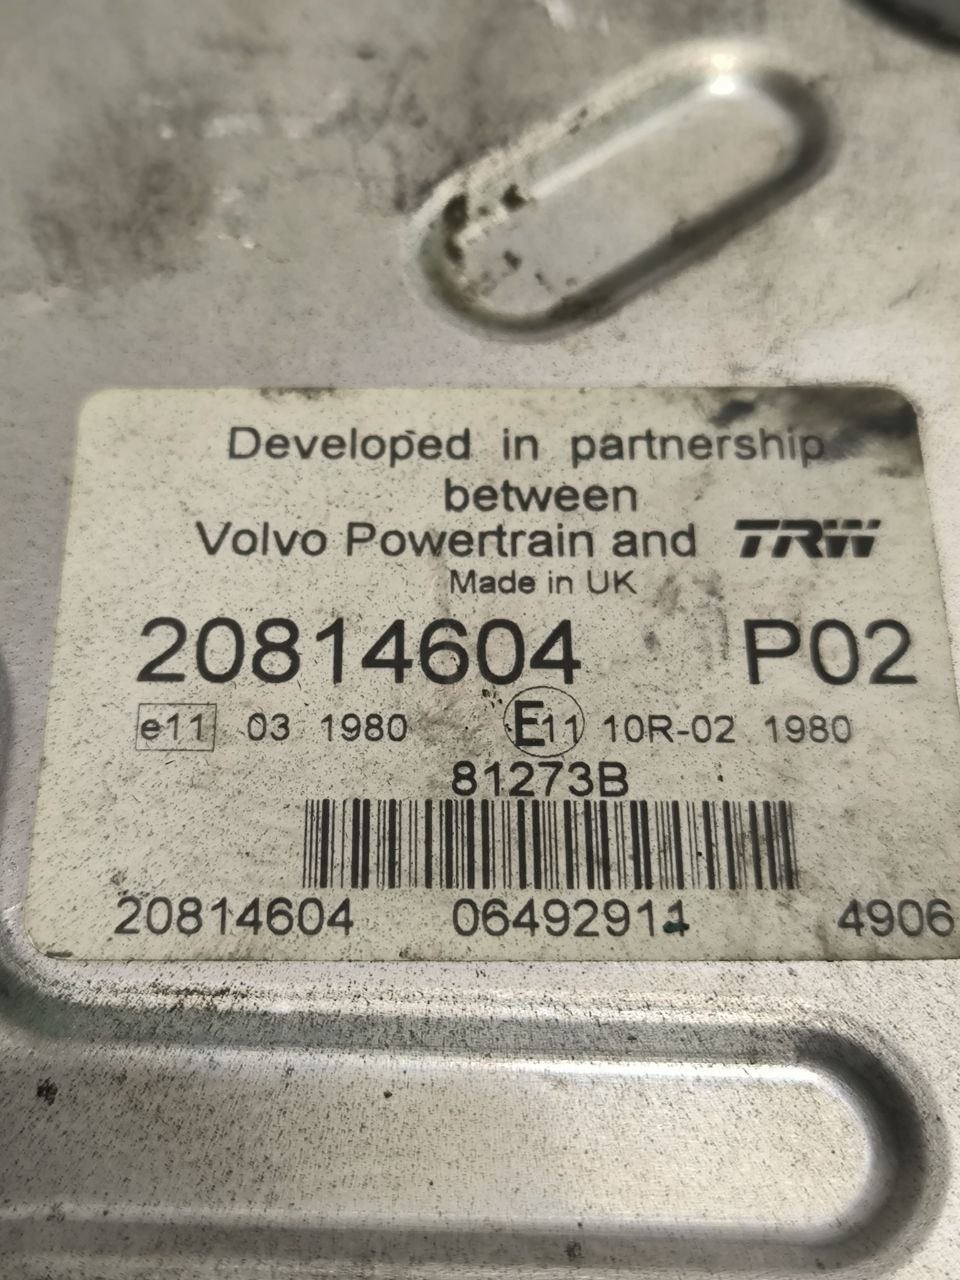 Developed in partnership
between
Volvo Powertrain and TRW
Made in UK
20814604 P02
e11 03 1980 E11 10R-02 1980
81273B
20814604 06492911 4906